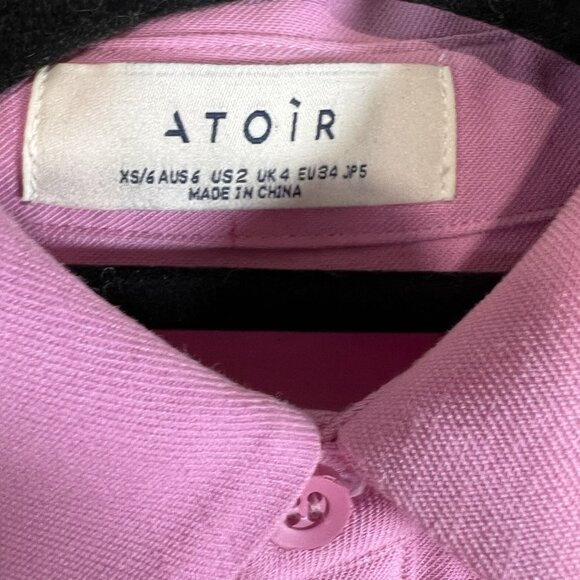 ATOÌR
XS/6 AUS6 US2 UK4 EU34 JP5
MADE IN CHINA